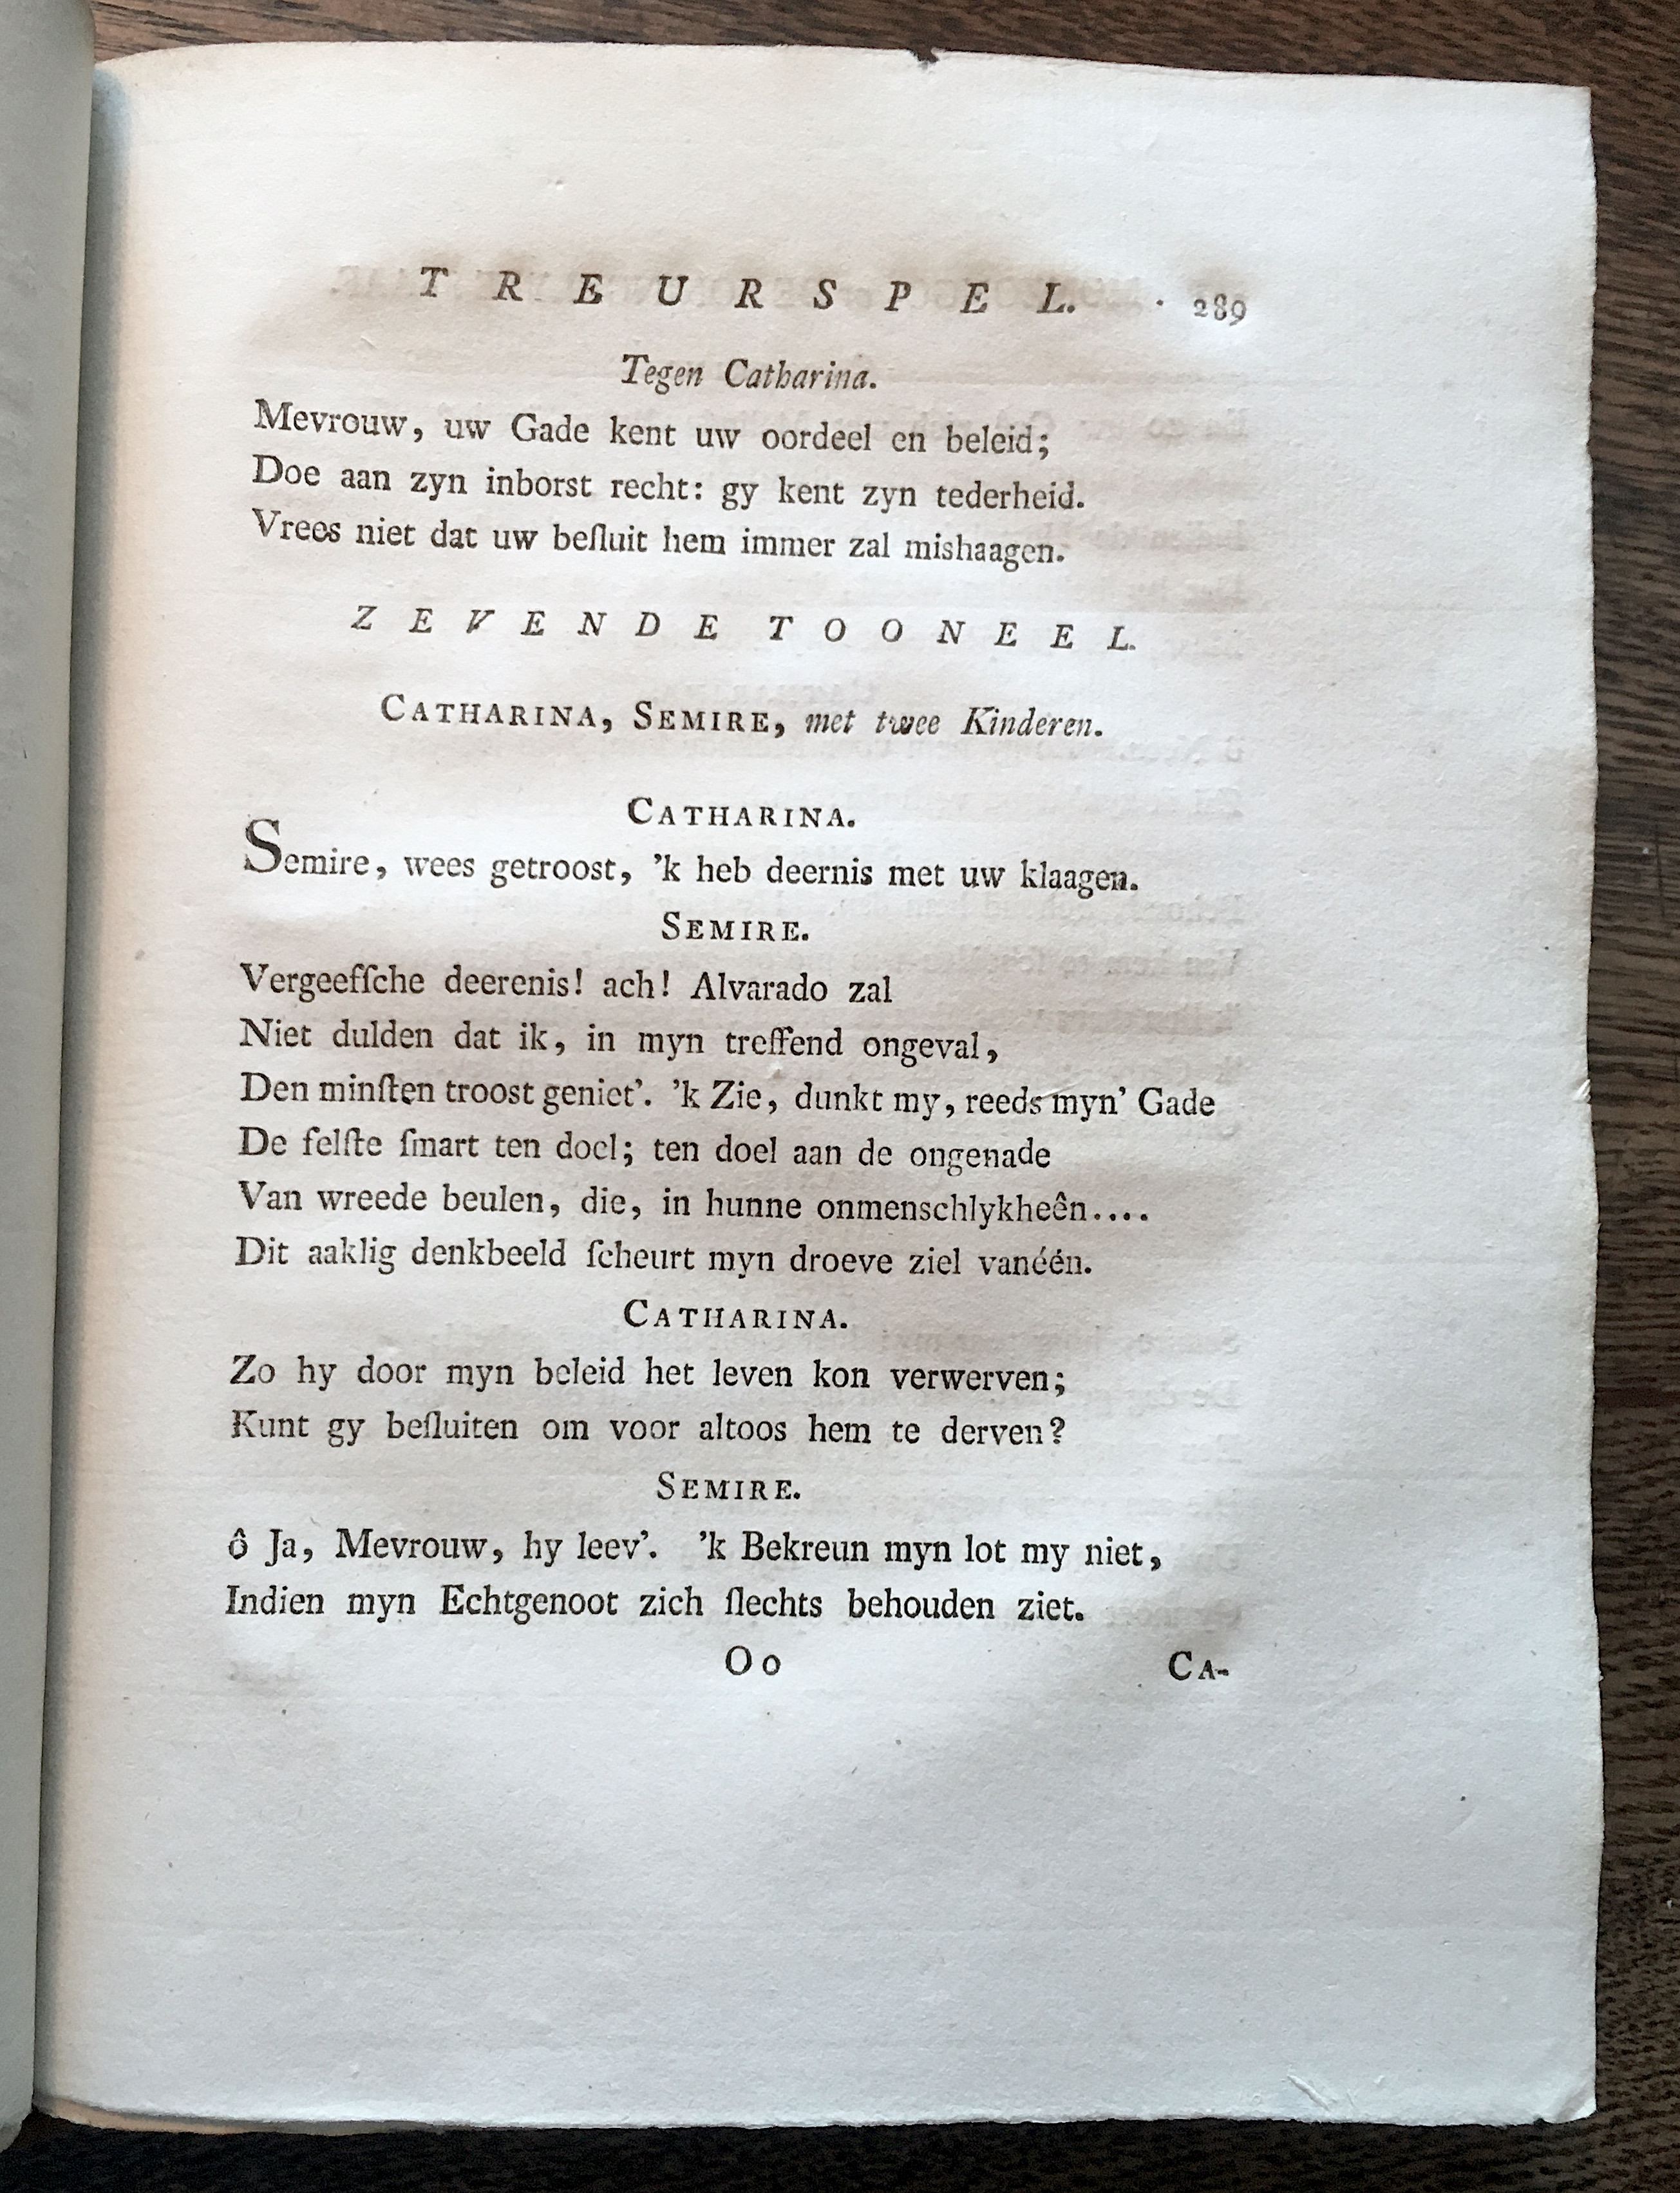 TREURSPEL. 289
Tegen Catharina.
Mevrouw, uw Gade kent uw oordeel en beleid;
Doe aan zyn inborst recht: gy kent zyn tederheid.
Vrees niet dat uw beſluit hem immer zal mishaagen.
ZEVENDE TOONEEL.
CATHARINA, SEMIRE, met twee Kinderen.
CATHARINA.
Semire, wees getroost, ’k heb deernis met uw klaagen.
SEMIRE.
Vergeefſche deerenis! ach! Alvarado zal
Niet dulden dat ik, in myn treffend ongeval,
Den minſten troost geniet’. ’k Zie, dunkt my, reeds myn’ Gade
De felſte ſmart ten doel; ten doel aan de ongenade
Van wreede beulen, die, in hunne onmenschlykheên....
Dit aaklig denkbeeld ſcheurt myn droeve ziel vanéén.
CATHARINA.
Zo hy door myn beleid het leven kon verwerven;
Kunt gy beſluiten om voor altoos hem te derven?
SEMIRE.
ô Ja, Mevrouw, hy leev’. ’k Bekreun myn lot my niet,
Indien myn Echtgenoot zich ſlechts behouden ziet.
Oo CA-